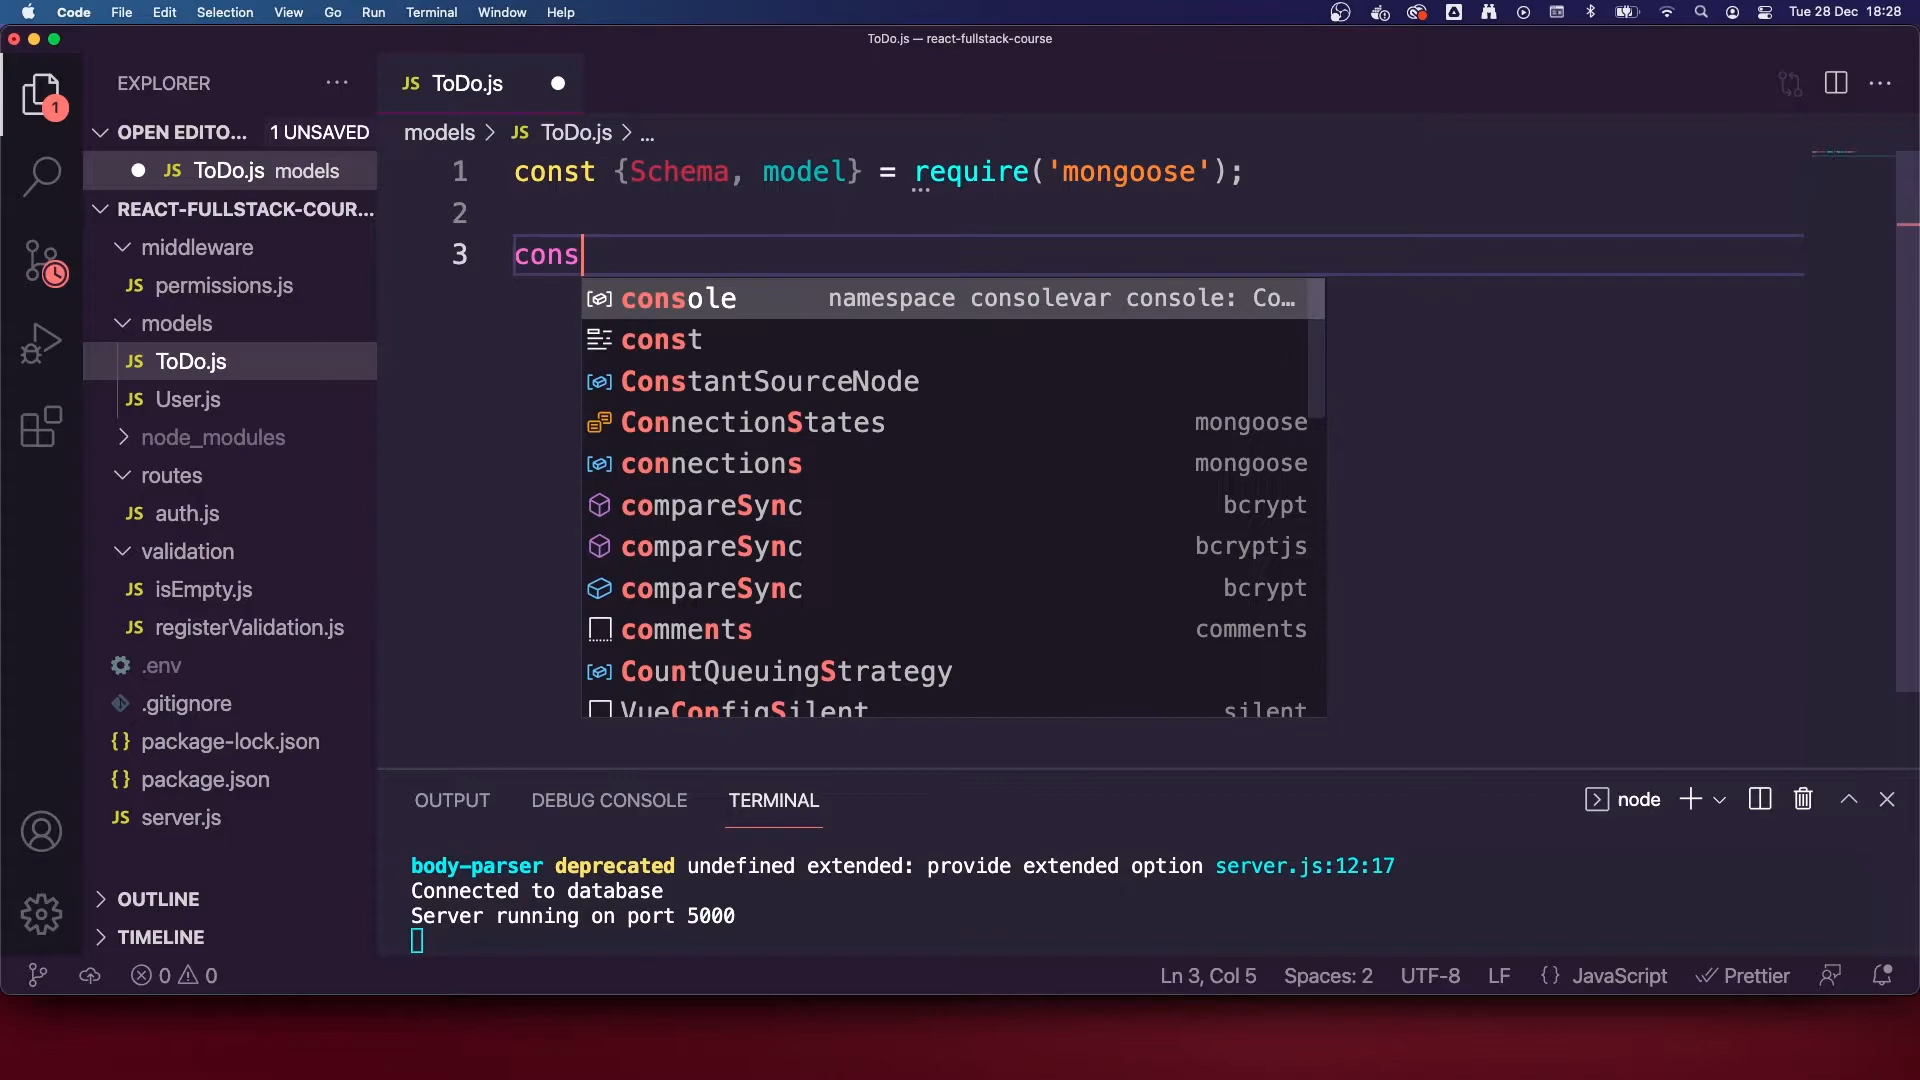 Code File Edit Selection View Go Run Terminal Window Help Tue 28 Dec 18:28
ToDo.js — react-fullstack-course
EXPLORER
1
OPEN EDITO... 1 UNSAVED
JS ToDo.js models
REACT-FULLSTACK-COUR...
middleware
JS permissions.js
models
JS ToDo.js
JS User.js
node_modules
routes
JS auth.js
validation
JS isEmpty.js
JS registerValidation.js
.env
.gitignore
{} package-lock.json
{} package.json
JS server.js
OUTLINE
TIMELINE
JS ToDo.js
models > JS ToDo.js > ...
1 const {Schema, model} = require('mongoose');
2
3 cons
console namespace consolevar console: Co...
const
ConstantSourceNode
ConnectionStates mongoose
connections mongoose
compareSync bcrypt
compareSync bcryptjs
compareSync bcrypt
comments comments
CountQueuingStrategy
VueConfigSilent silent
OUTPUT DEBUG CONSOLE TERMINAL node
body-parser deprecated undefined extended: provide extended option server.js:12:17
Connected to database
Server running on port 5000
0 0 Ln 3, Col 5 Spaces: 2 UTF-8 LF {} JavaScript Prettier